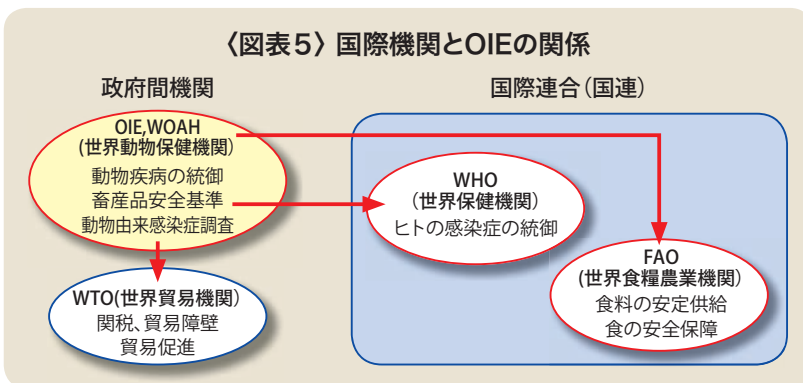 〈図表5〉国際機関とOIEの関係
政府間機関
国際連合（国連）
OIE,WOAH
(世界動物保健機関)
動物疾病の統御
畜産品安全基準
動物由来感染症調査
WHO
(世界保健機関)
ヒトの感染症の統御
FAO
(世界食糧農業機関)
食料の安定供給
食の安全保障
WTO(世界貿易機関)
関税、貿易障壁
貿易促進